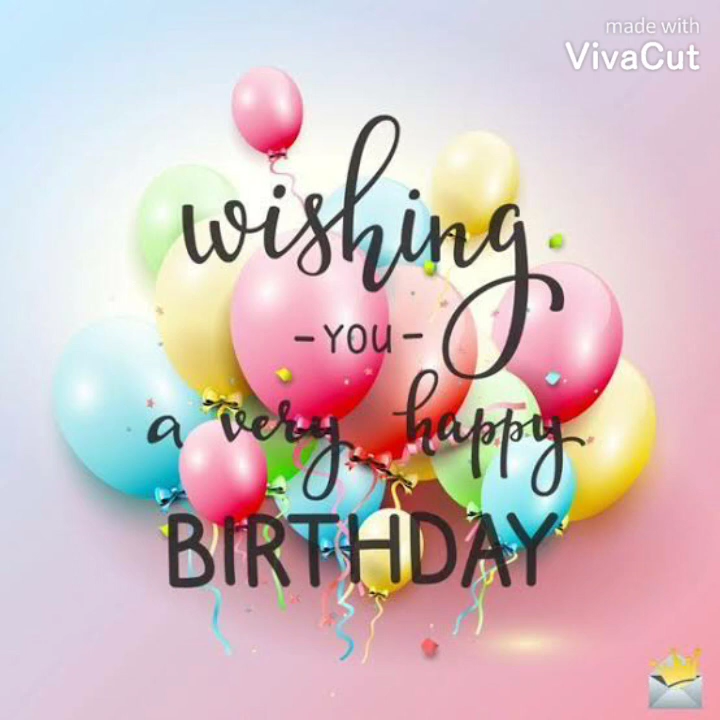 made with
VivaCut
wishing
- YOU -
a very happy
BIRTHDAY